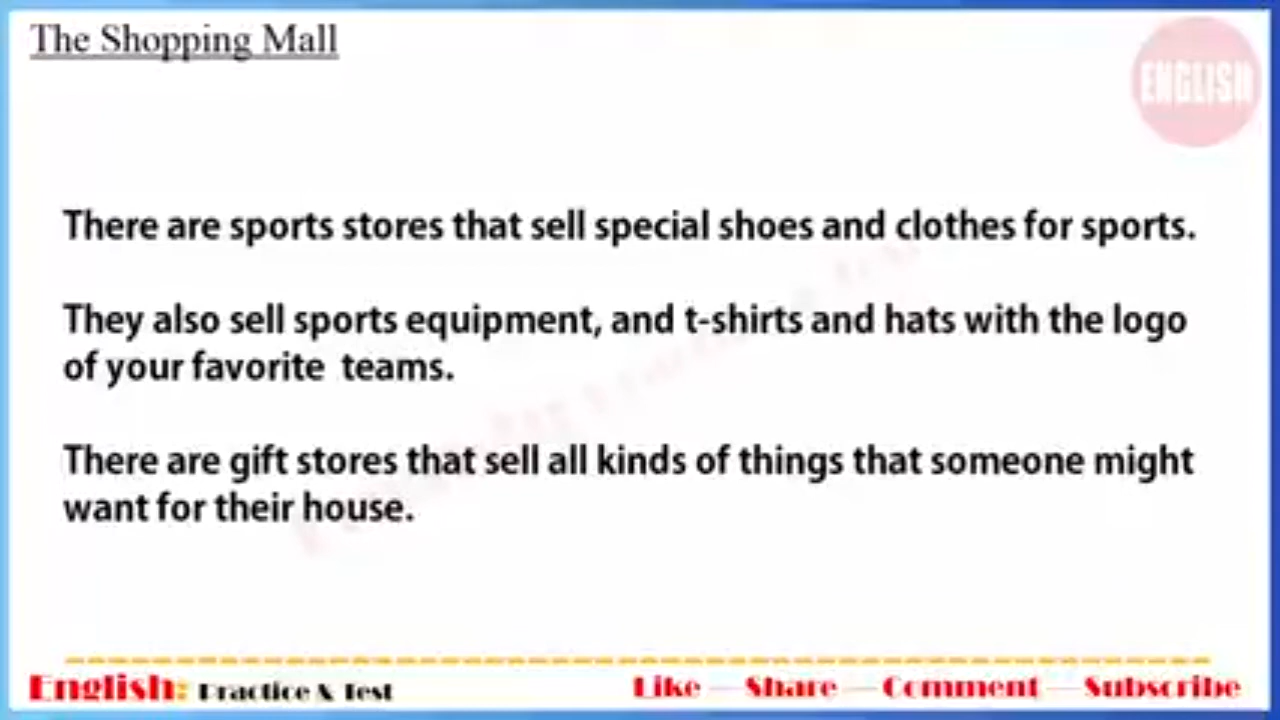 The Shopping Mall
ENGLISH
There are sports stores that sell special shoes and clothes for sports.
They also sell sports equipment, and t-shirts and hats with the logo
of your favorite  teams.
There are gift stores that sell all kinds of things that someone might
want for their house.
English: Practice & Test
Like — Share — Comment — Subscribe